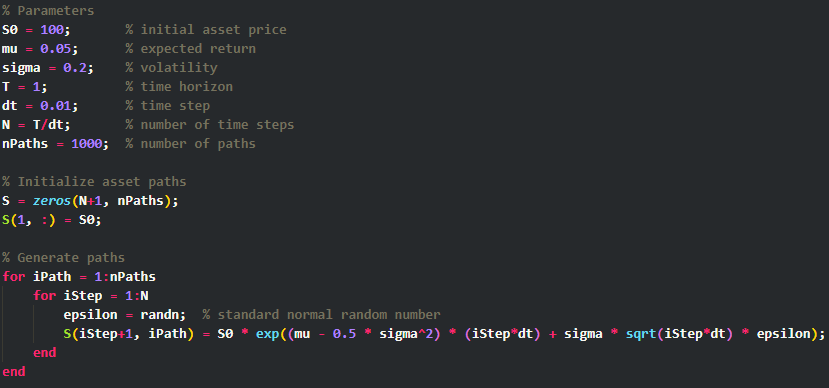 % Parameters
S0 = 100;       % initial asset price
mu = 0.05;      % expected return
sigma = 0.2;    % volatility
T = 1;          % time horizon
dt = 0.01;      % time step
N = T/dt;       % number of time steps
nPaths = 1000;  % number of paths
% Initialize asset paths
S = zeros(N+1, nPaths);
S(1, :) = S0;
% Generate paths
for iPath = 1:nPaths
    for iStep = 1:N
        epsilon = randn;  % standard normal random number
        S(iStep+1, iPath) = S0 * exp((mu - 0.5 * sigma^2) * (iStep*dt) + sigma * sqrt(iStep*dt) * epsilon);
    end
end